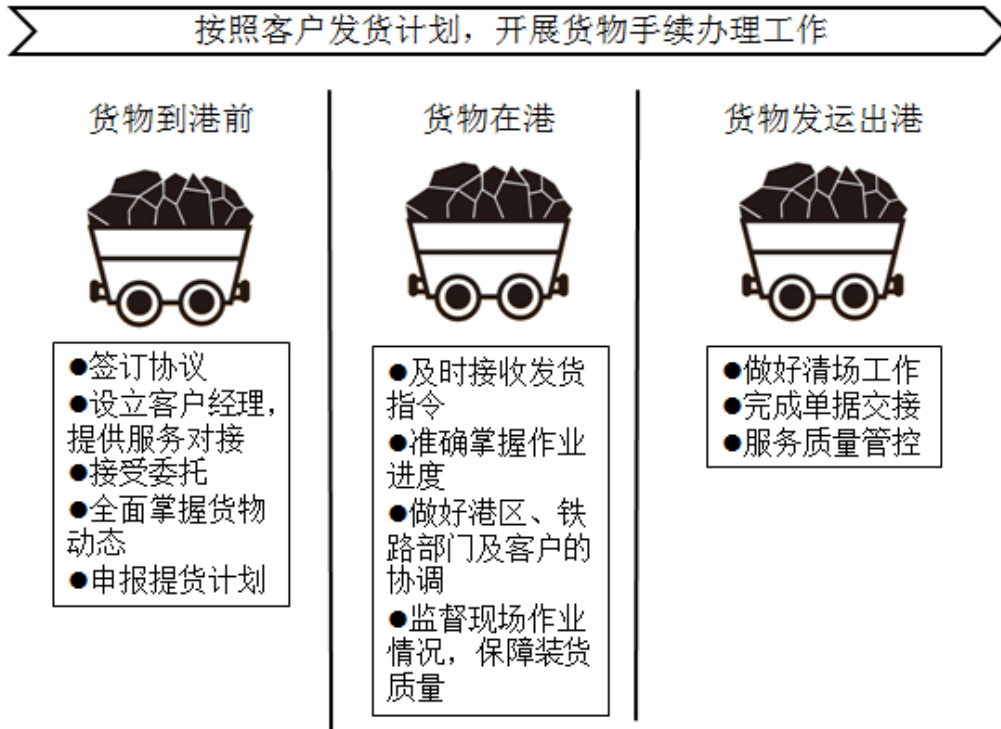 按照客户发货计划，开展货物手续办理工作
货物到港前
●签订协议
●设立客户经理，
提供服务对接
●接受委托
●全面掌握货物
动态
●申报提货计划
货物在港
●及时接收发货
指令
●准确掌握作业
进度
●做好港区、铁
路部门及客户的
协调
●监督现场作业
情况，保障装货
质量
货物发运出港
●做好清场工作
●完成单据交接
●服务质量管控